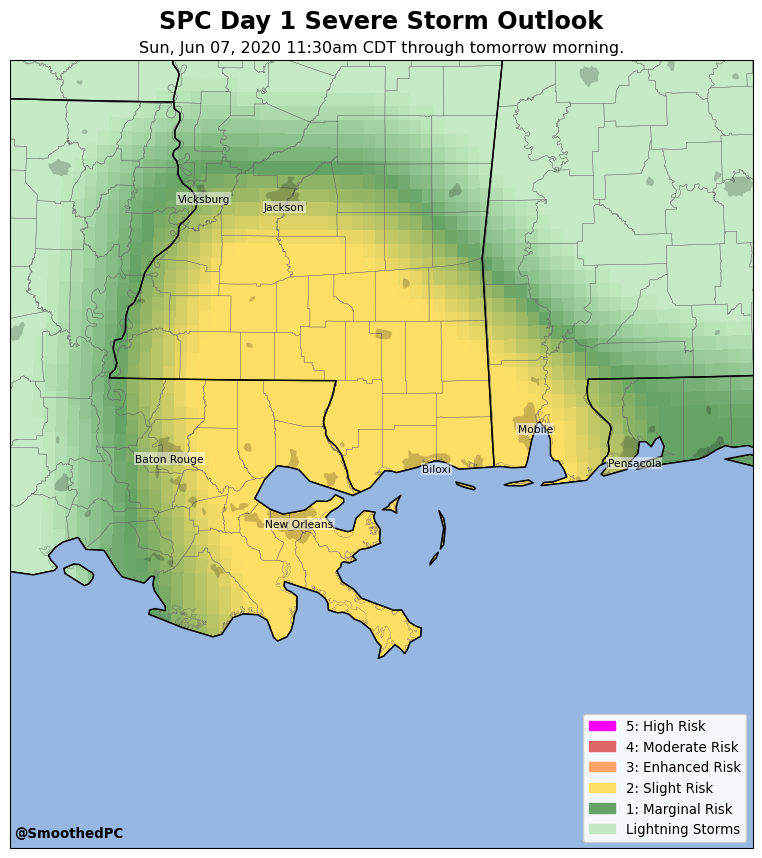 SPC Day 1 Severe Storm Outlook
Sun, Jun 07, 2020 11:30am CDT through tomorrow morning.
Vicksburg
Jackson
Mobile
Baton Rouge
Pensacola
Biloxi
New Orleans
5: High Risk
4: Moderate Risk
3: Enhanced Risk
2: Slight Risk
1: Marginal Risk
Lightning Storms
@SmoothedPC